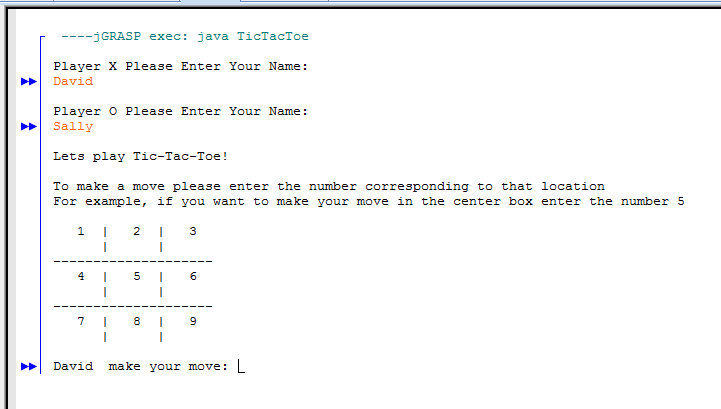 ----jGRASP exec: java TicTacToe
Player X Please Enter Your Name:
David
Player O Please Enter Your Name:
Sally
Lets play Tic-Tac-Toe!
To make a move please enter the number corresponding to that location
For example, if you want to make your move in the center box enter the number 5
1 | 2 | 3
| |
--------------------
4 | 5 | 6
| |
--------------------
7 | 8 | 9
| |
David  make your move: